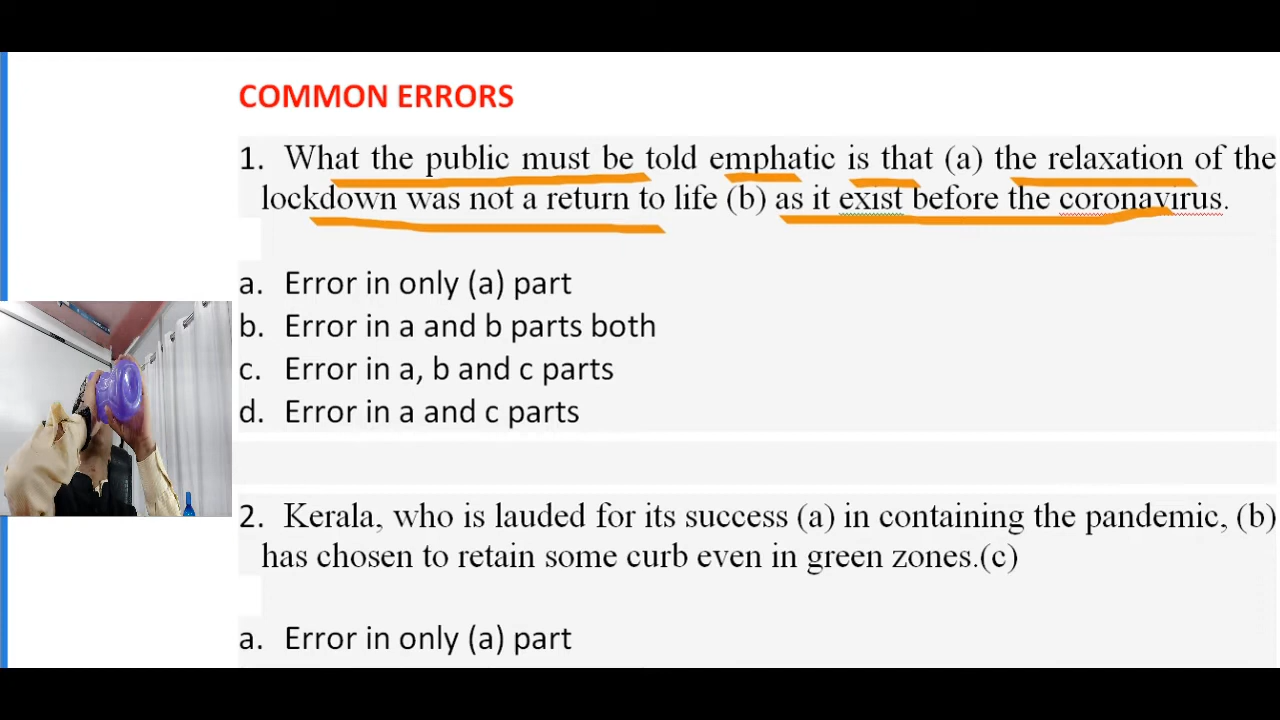 COMMON ERRORS
1. What the public must be told emphatic is that (a) the relaxation of the
lockdown was not a return to life (b) as it exist before the coronavirus.
a. Error in only (a) part
b. Error in a and b parts both
c. Error in a, b and c parts
d. Error in a and c parts
2. Kerala, who is lauded for its success (a) in containing the pandemic, (b)
has chosen to retain some curb even in green zones.(c)
a. Error in only (a) part